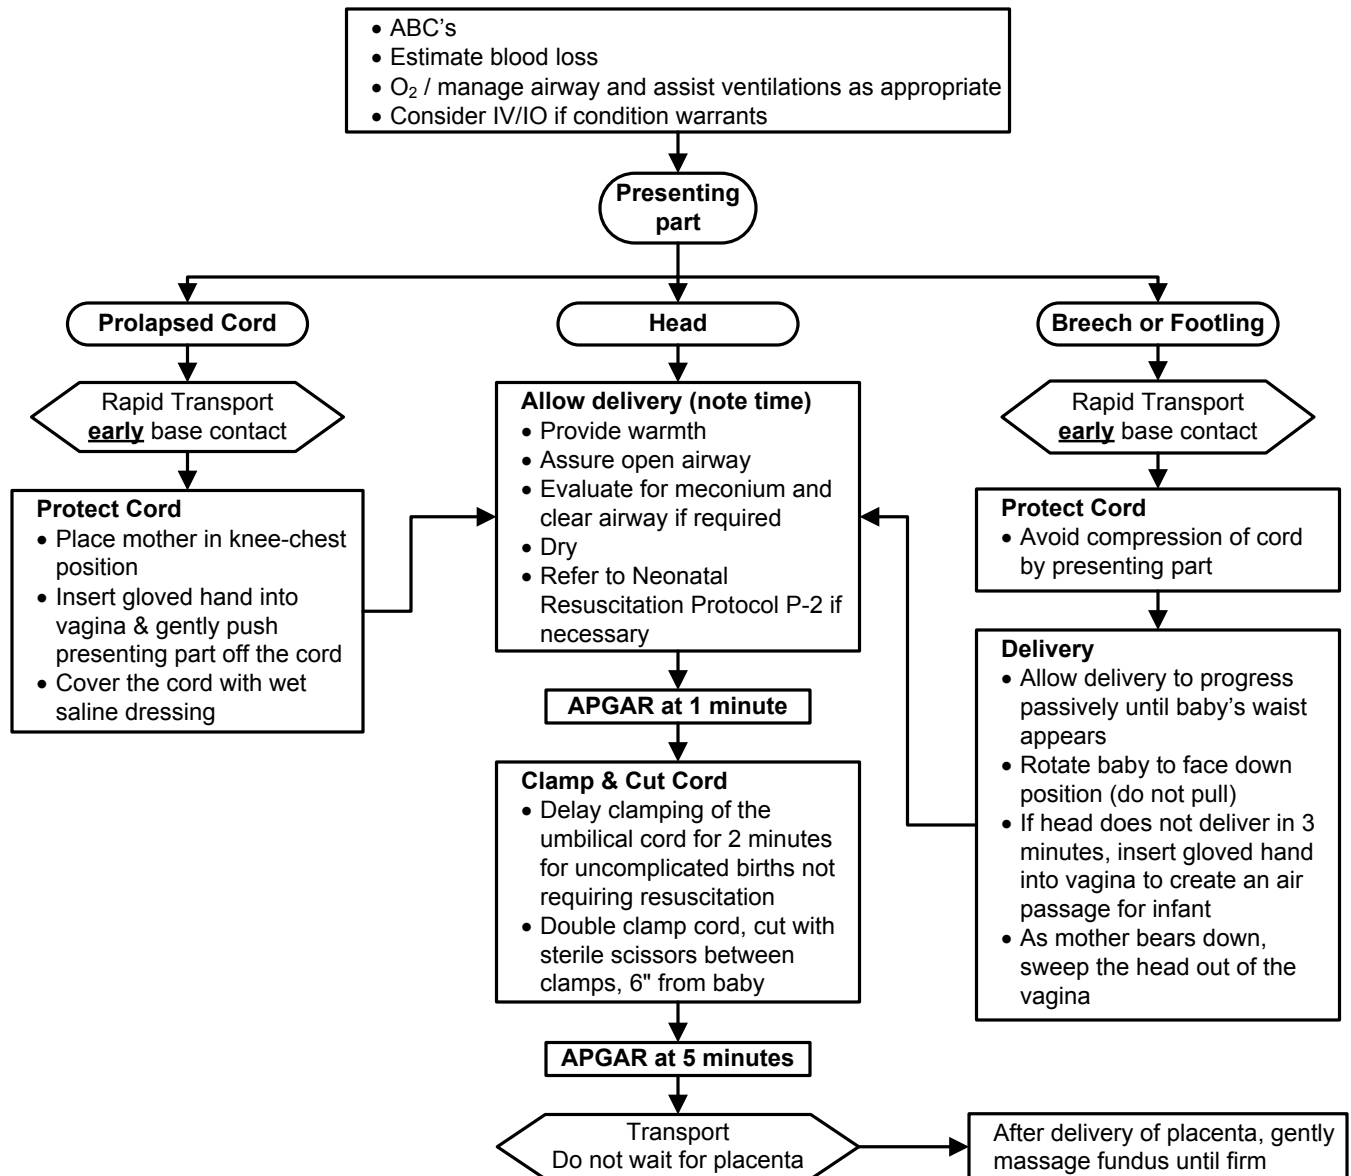 • ABC's
• Estimate blood loss
• O₂ / manage airway and assist ventilations as appropriate
• Consider IV/IO if condition warrants
Presenting
part
Prolapsed Cord
Head
Breech or Footling
Rapid Transport
early base contact
Protect Cord
• Place mother in knee-chest
position
• Insert gloved hand into
vagina & gently push
presenting part off the cord
• Cover the cord with wet
saline dressing
Allow delivery (note time)
• Provide warmth
• Assure open airway
• Evaluate for meconium and
clear airway if required
• Dry
• Refer to Neonatal
Resuscitation Protocol P-2 if
necessary
APGAR at 1 minute
Clamp & Cut Cord
• Delay clamping of the
umbilical cord for 2 minutes
for uncomplicated births not
requiring resuscitation
• Double clamp cord, cut with
sterile scissors between
clamps, 6" from baby
APGAR at 5 minutes
Transport
Do not wait for placenta
Rapid Transport
early base contact
Protect Cord
• Avoid compression of cord
by presenting part
Delivery
• Allow delivery to progress
passively until baby's waist
appears
• Rotate baby to face down
position (do not pull)
• If head does not deliver in 3
minutes, insert gloved hand
into vagina to create an air
passage for infant
• As mother bears down,
sweep the head out of the
vagina
After delivery of placenta, gently
massage fundus until firm